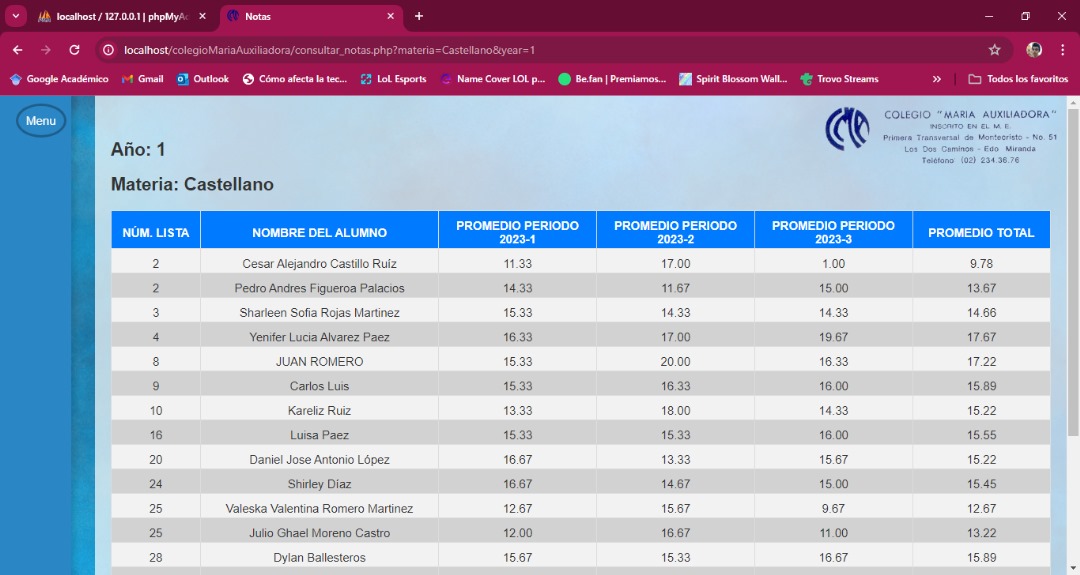 localhost / 127.0.0.1 | phpMyAd
Notas
localhost/colegioMariaAuxiliadora/consultar_notas.php?materia=Castellano&year=1
Google Académico Gmail Outlook Cómo afecta la tec... LoL Esports Name Cover LOL p... Be.fan | Premiamos... Spirit Blossom Wall... Trovo Streams » Todos los favoritos
Menu
COLEGIO "MARIA AUXILIADORA"
INSCRITO EN EL M. E.
Primera Transversal de Montecristo - No. 51
Los Dos Caminos - Edo Miranda
Teléfono (02) 234.36.76
Año: 1
Materia: Castellano
NÚM. LISTA NOMBRE DEL ALUMNO PROMEDIO PERIODO 2023-1 PROMEDIO PERIODO 2023-2 PROMEDIO PERIODO 2023-3 PROMEDIO TOTAL
2 Cesar Alejandro Castillo Ruíz 11.33 17.00 1.00 9.78
2 Pedro Andres Figueroa Palacios 14.33 11.67 15.00 13.67
3 Sharleen Sofia Rojas Martinez 15.33 14.33 14.33 14.66
4 Yenifer Lucia Alvarez Paez 16.33 17.00 19.67 17.67
8 JUAN ROMERO 15.33 20.00 16.33 17.22
9 Carlos Luis 15.33 16.33 16.00 15.89
10 Kareliz Ruiz 13.33 18.00 14.33 15.22
16 Luisa Paez 15.33 15.33 16.00 15.55
20 Daniel Jose Antonio López 16.67 13.33 15.67 15.22
24 Shirley Díaz 16.67 14.67 15.00 15.45
25 Valeska Valentina Romero Martinez 12.67 15.67 9.67 12.67
25 Julio Ghael Moreno Castro 12.00 16.67 11.00 13.22
28 Dylan Ballesteros 15.67 15.33 16.67 15.89